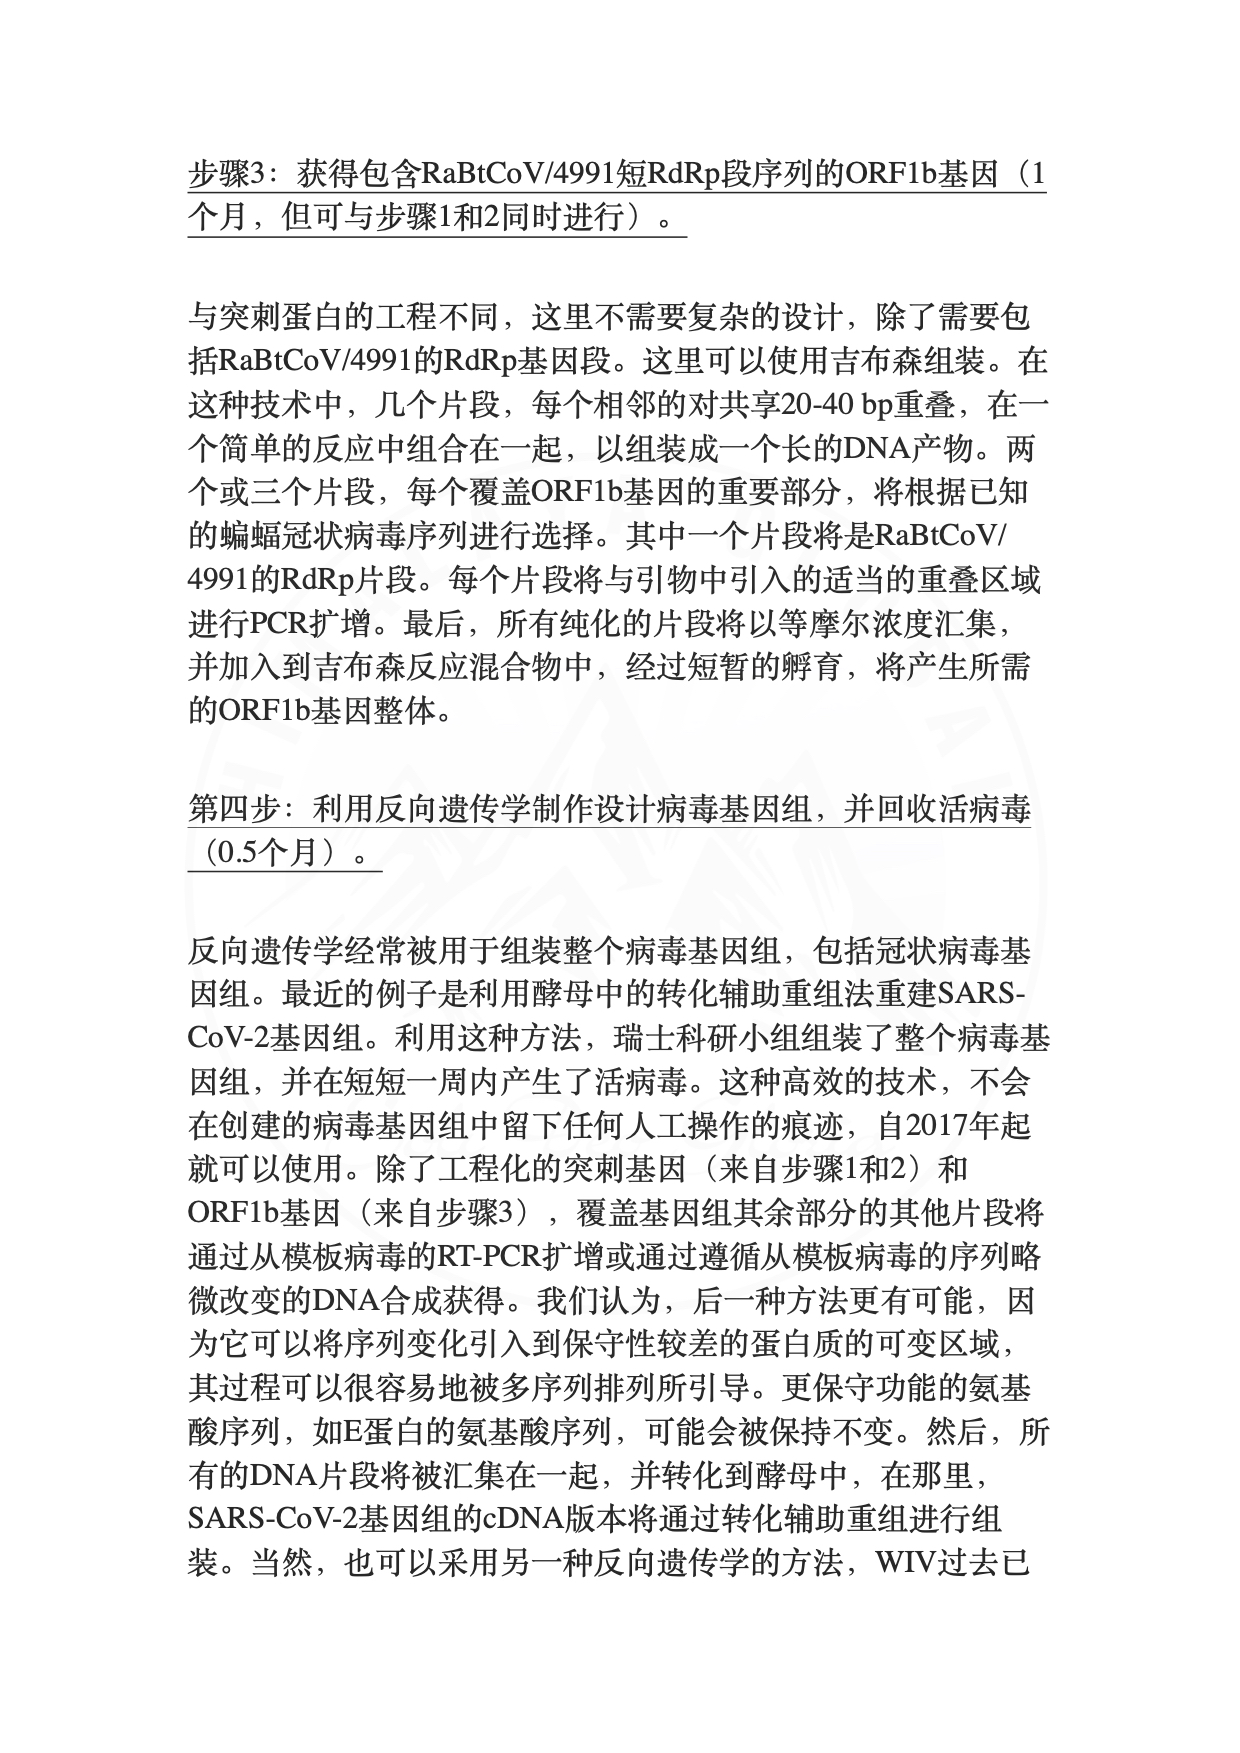 步骤3：获得包含RaBtCoV/4991短RdRp段序列的ORF1b基因（1
个月，但可与步骤1和2同时进行）。
与突刺蛋白的工程不同，这里不需要复杂的设计，除了需要包
括RaBtCoV/4991的RdRp基因段。这里可以使用吉布森组装。在
这种技术中，几个片段，每个相邻的对共享20-40 bp重叠，在一
个简单的反应中组合在一起，以组装成一个长的DNA产物。两
个或三个片段，每个覆盖ORF1b基因的重要部分，将根据已知
的蝙蝠冠状病毒序列进行选择。其中一个片段将是RaBtCoV/
4991的RdRp片段。每个片段将与引物中引入的适当的重叠区域
进行PCR扩增。最后，所有纯化的片段将以等摩尔浓度汇集，
并加入到吉布森反应混合物中，经过短暂的孵育，将产生所需
的ORF1b基因整体。
第四步：利用反向遗传学制作设计病毒基因组，并回收活病毒
（0.5个月）。
反向遗传学经常被用于组装整个病毒基因组，包括冠状病毒基
因组。最近的例子是利用酵母中的转化辅助重组法重建SARS-
CoV-2基因组。利用这种方法，瑞士科研小组组装了整个病毒基
因组，并在短短一周内产生了活病毒。这种高效的技术，不会
在创建的病毒基因组中留下任何人工操作的痕迹，自2017年起
就可以使用。除了工程化的突刺基因（来自步骤1和2）和
ORF1b基因（来自步骤3），覆盖基因组其余部分的其他片段将
通过从模板病毒的RT-PCR扩增或通过遵循从模板病毒的序列略
微改变的DNA合成获得。我们认为，后一种方法更有可能，因
为它可以将序列变化引入到保守性较差的蛋白质的可变区域，
其过程可以很容易地被多序列排列所引导。更保守功能的氨基
酸序列，如E蛋白的氨基酸序列，可能会被保持不变。然后，所
有的DNA片段将被汇集在一起，并转化到酵母中，在那里，
SARS-CoV-2基因组的cDNA版本将通过转化辅助重组进行组
装。当然，也可以采用另一种反向遗传学的方法，WIV过去已